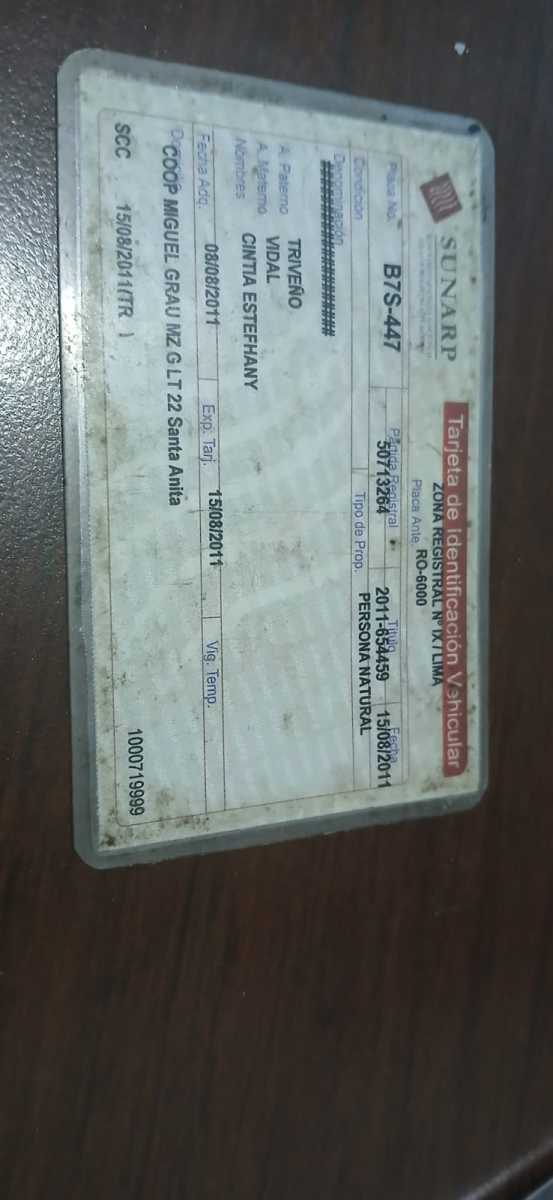 SUNARP
Tarjeta de Identificación Vehicular
ZONA REGISTRAL Nº IX / LIMA
Placa Ante. RO-6000
Placa No. B7S-447
Partida Registral 50713264
Título 2011-654459
Fecha 15/08/2011
Condición
Tipo de Prop. PERSONA NATURAL
Denominación
A. Paterno TRIVEÑO
A. Materno VIDAL
Nombres CINTIA ESTEFHANY
Fecha Adq. 08/08/2011 Exp. Tarj. 15/08/2011 Vig. Temp.
COOP MIGUEL GRAU MZ G LT 22 Santa Anita
SCC 15/08/2011/TR 1000719999